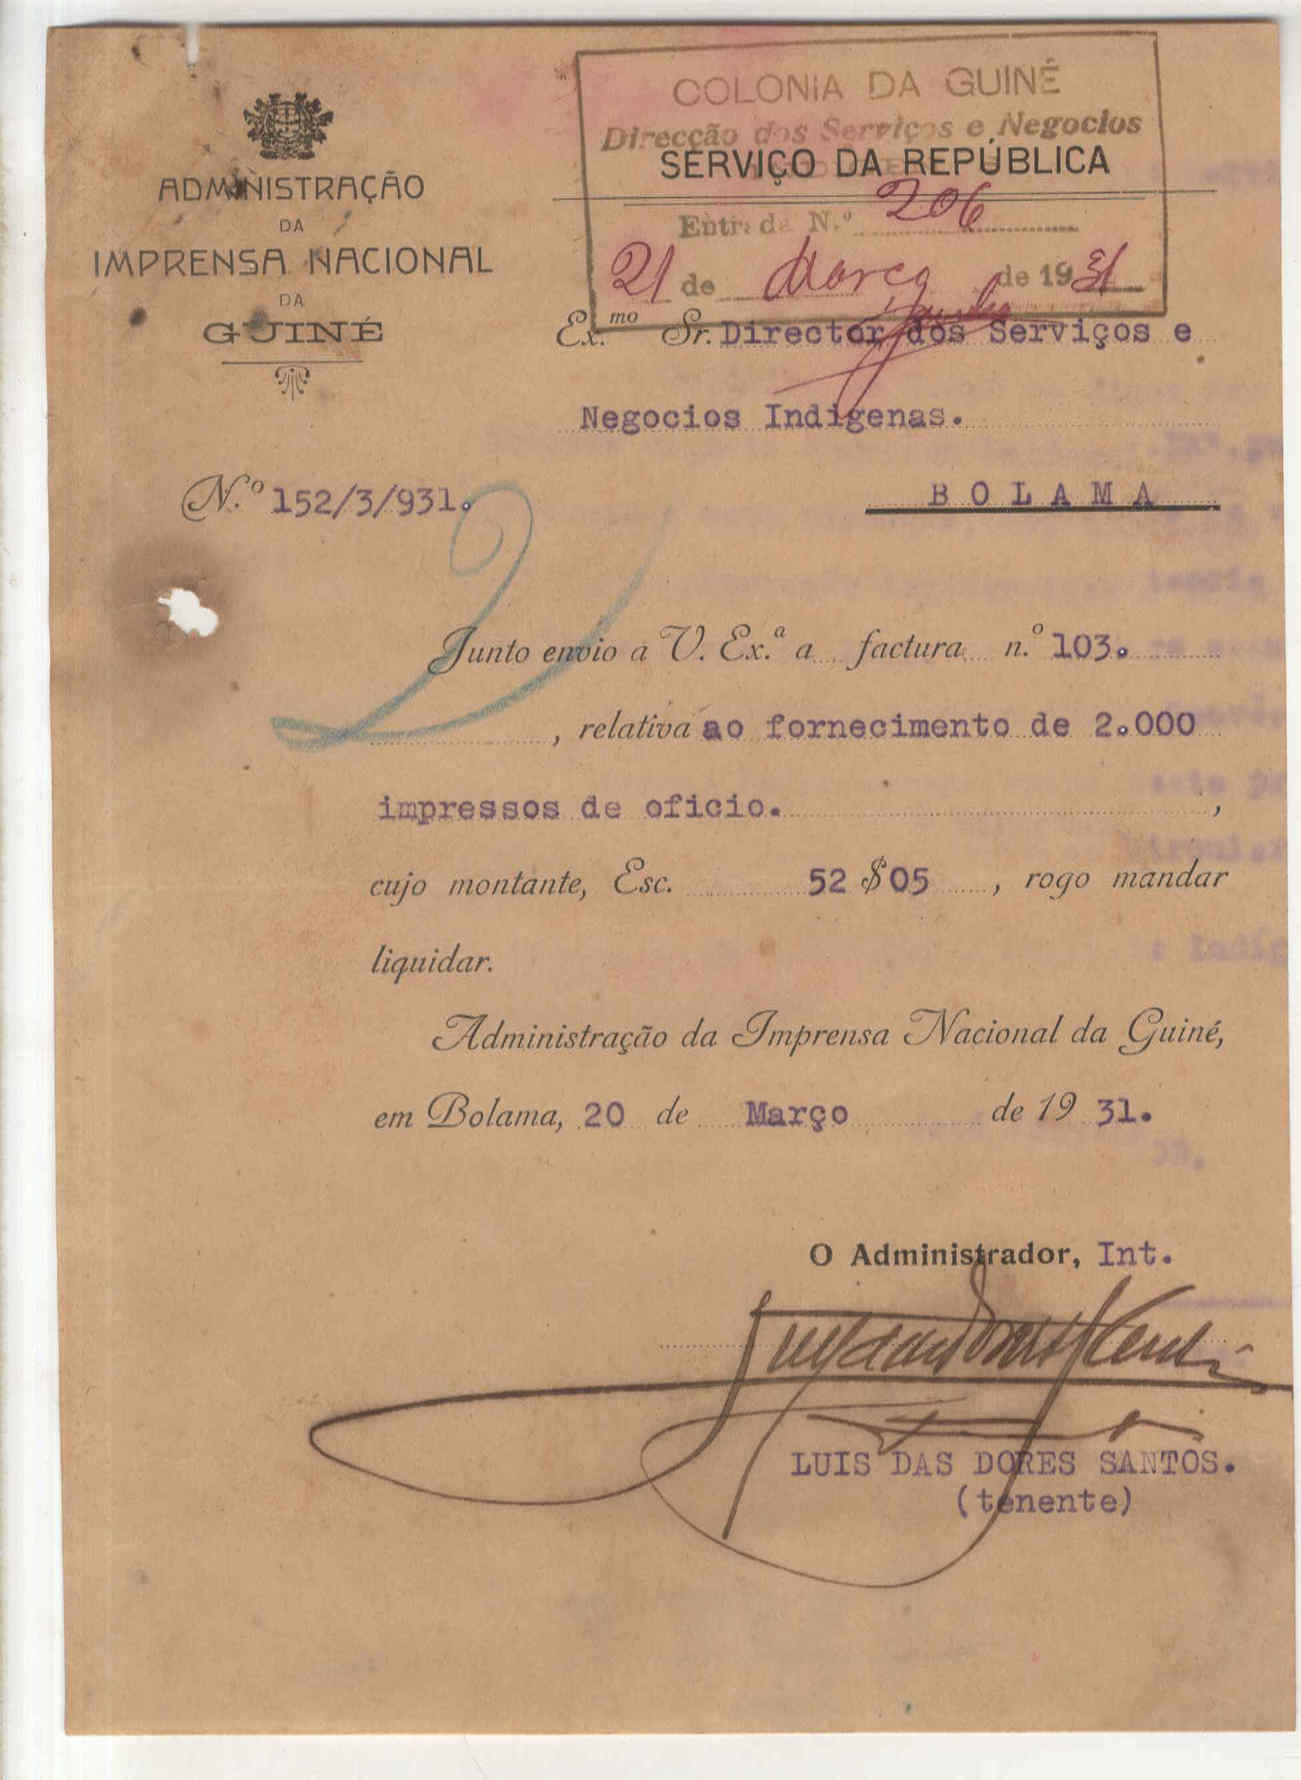 COLONIA DA GUINÉ
Direcção dos Serviços e Negocios
SERVIÇO DA REPÚBLICA
Entrada N.º 206
21 de Março de 1931
ADMINISTRAÇÃO
DA
IMPRENSA NACIONAL
DA
GUINÉ
Ex.mo Sr. Director dos Serviços e
Negocios Indigenas.
N.º 152/3/931.
BOLAMA
Junto envio a V. Ex.ª a factura n.º 103.
, relativa ao fornecimento de 2.000
impressos de oficio. ,
cujo montante, Esc. 52$05 , rogo mandar
liquidar.
Administração da Imprensa Nacional da Guiné,
em Bolama, 20 de Março de 19 31.
O Administrador, Int.
LUIS DAS DORES SANTOS.
(tenente)